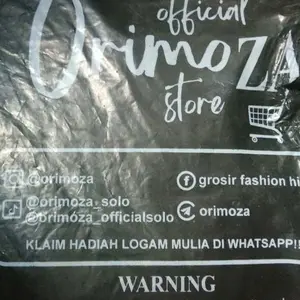 official
OrimozA
store
@orimoza
@orimoza_solo
@orimoza_officialsolo
grosir fashion hi
orimoza
KLAIM HADIAH LOGAM MULIA DI WHATSAPP!!
WARNING